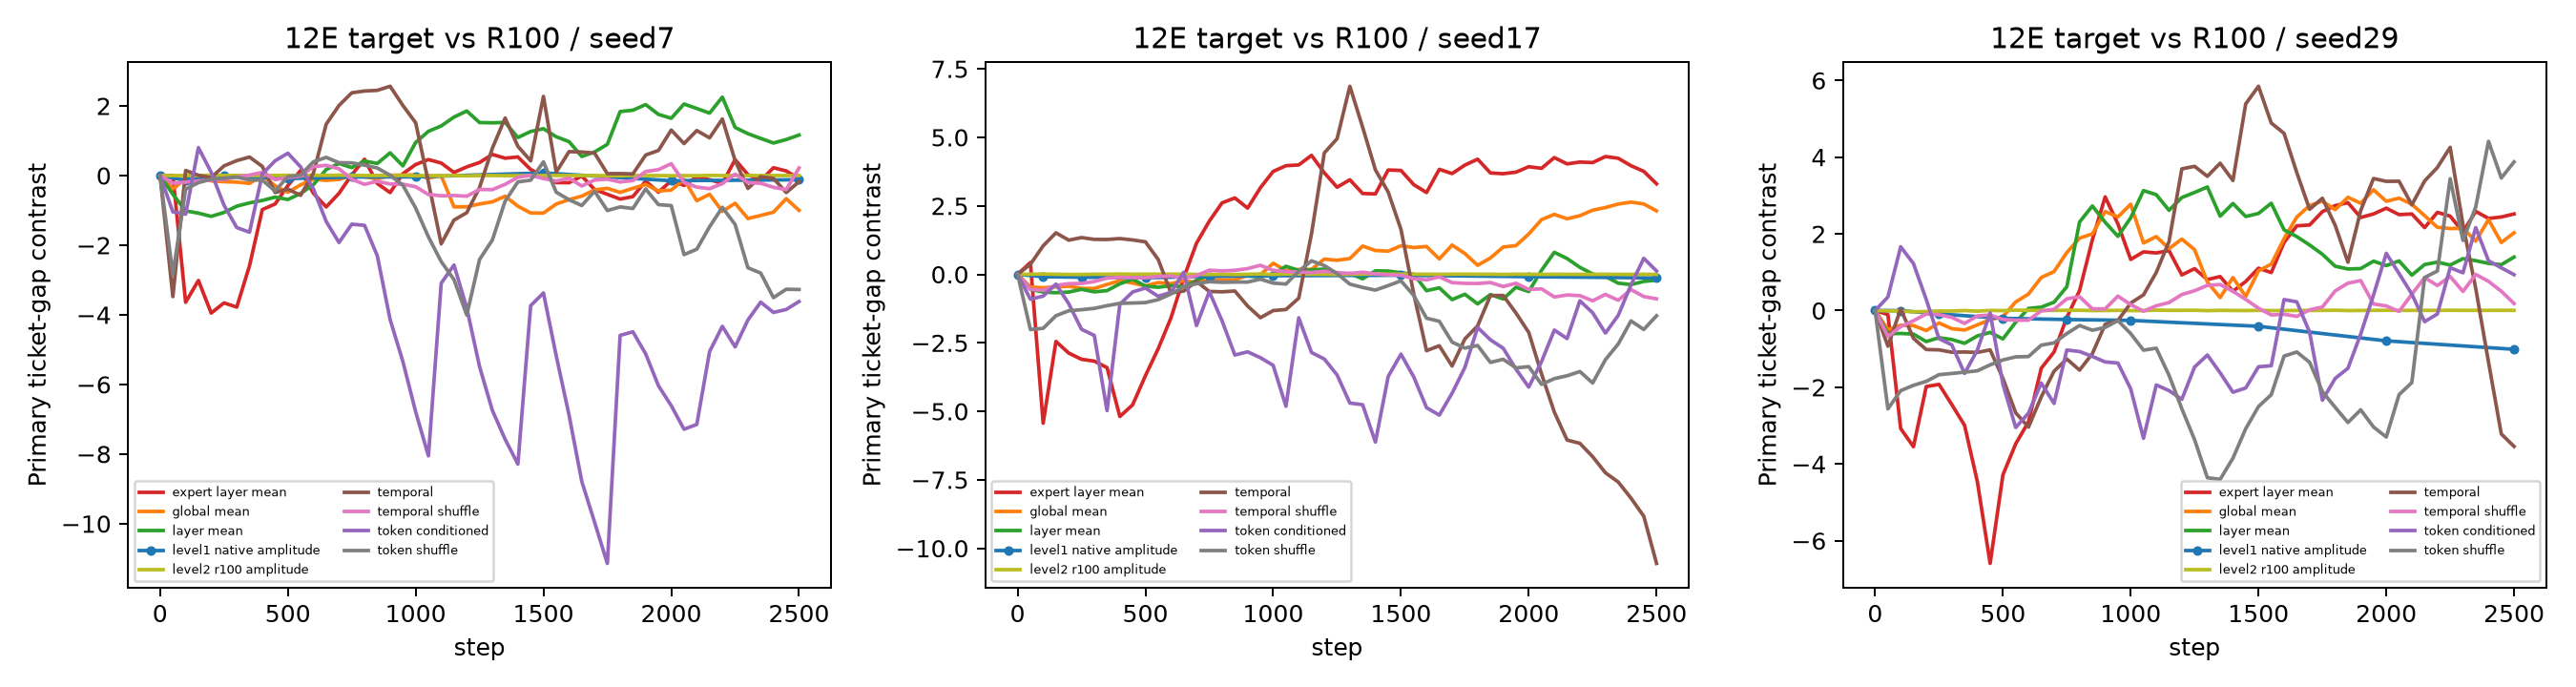 12E target vs R100 / seed7
Primary ticket-gap contrast
2
0
−2
−4
−6
−8
−10
expert layer mean
global mean
layer mean
level1 native amplitude
level2 r100 amplitude
temporal
temporal shuffle
token conditioned
token shuffle
0 500 1000 1500 2000 2500
step
12E target vs R100 / seed17
Primary ticket-gap contrast
7.5
5.0
2.5
0.0
−2.5
−5.0
−7.5
−10.0
expert layer mean
global mean
layer mean
level1 native amplitude
level2 r100 amplitude
temporal
temporal shuffle
token conditioned
token shuffle
0 500 1000 1500 2000 2500
step
12E target vs R100 / seed29
Primary ticket-gap contrast
6
4
2
0
−2
−4
−6
expert layer mean
global mean
layer mean
level1 native amplitude
level2 r100 amplitude
temporal
temporal shuffle
token conditioned
token shuffle
0 500 1000 1500 2000 2500
step